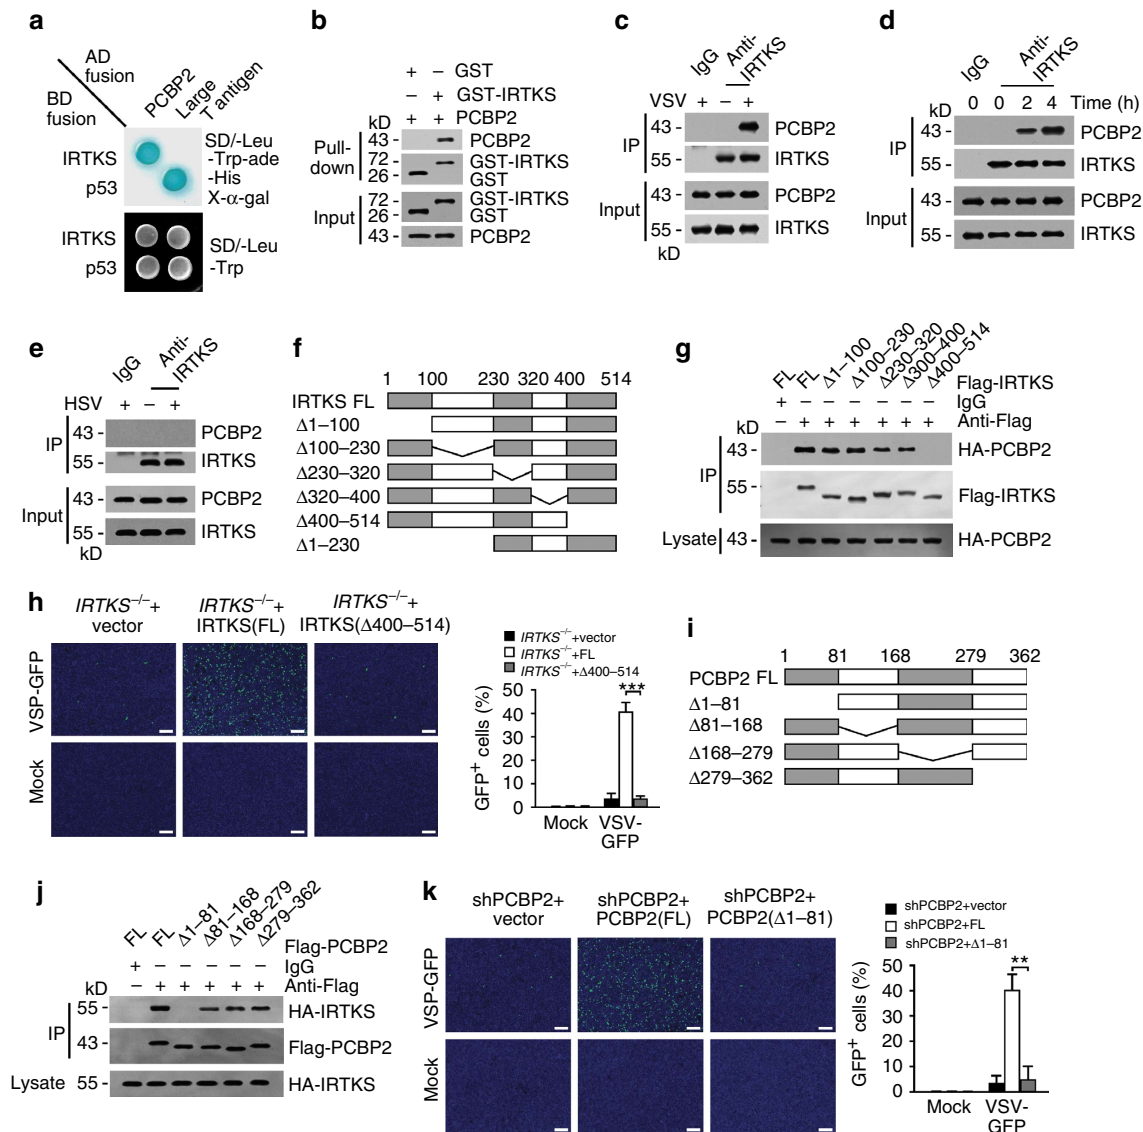 a
AD
fusion
BD
fusion
PCBP2
Large
T antigen
IRTKS
p53
SD/-Leu
-Trp-ade
-His
X-α-gal
IRTKS
p53
SD/-Leu
-Trp
b
+ – GST
– + GST-IRTKS
kD + + PCBP2
Pull-
down
43 PCBP2
72 GST-IRTKS
26 GST
Input
72 GST-IRTKS
26 GST
43 PCBP2
c
IgG
Anti-
IRTKS
VSV + – +
IP
43 PCBP2
55 IRTKS
Input
43 PCBP2
55 IRTKS
kD
d
IgG
Anti-
IRTKS
kD 0 0 2 4 Time (h)
IP
43 PCBP2
55 IRTKS
Input
43 PCBP2
55 IRTKS
e
IgG
Anti-
IRTKS
HSV + – +
IP
43 PCBP2
55 IRTKS
Input
43 PCBP2
55 IRTKS
kD
f
1 100 230 320 400 514
IRTKS FL
Δ1–100
Δ100–230
Δ230–320
Δ320–400
Δ400–514
Δ1–230
g
FL FL Δ1–100 Δ100–230 Δ230–320 Δ300–400 Δ400–514
Flag-IRTKS
+ – – – – – – IgG
kD – + + + + + + Anti-Flag
IP
HA-PCBP2
43
55 Flag-IRTKS
Lysate 43 HA-PCBP2
h
IRTKS–/–+
vector
IRTKS–/–+
IRTKS(FL)
IRTKS–/–+
IRTKS(Δ400–514)
VSP-GFP
Mock
IRTKS–/–+vector
IRTKS–/–+FL
IRTKS–/–+Δ400–514
GFP+ cells (%)
50
40
30
20
10
0
***
Mock VSV-
GFP
i
1 81 168 279 362
PCBP2 FL
Δ1–81
Δ81–168
Δ168–279
Δ279–362
j
FL FL Δ1–81 Δ81–168 Δ168–279 Δ279–362
Flag-PCBP2
+ – – – – – IgG
kD – + + + + + Anti-Flag
IP
55 HA-IRTKS
43 Flag-PCBP2
Lysate 55 HA-IRTKS
k
shPCBP2+
vector
shPCBP2+
PCBP2(FL)
shPCBP2+
PCBP2(Δ1–81)
VSP-GFP
Mock
shPCBP2+vector
shPCBP2+FL
shPCBP2+Δ1–81
GFP+ cells (%)
50
40
30
20
10
0
**
Mock VSV-
GFP